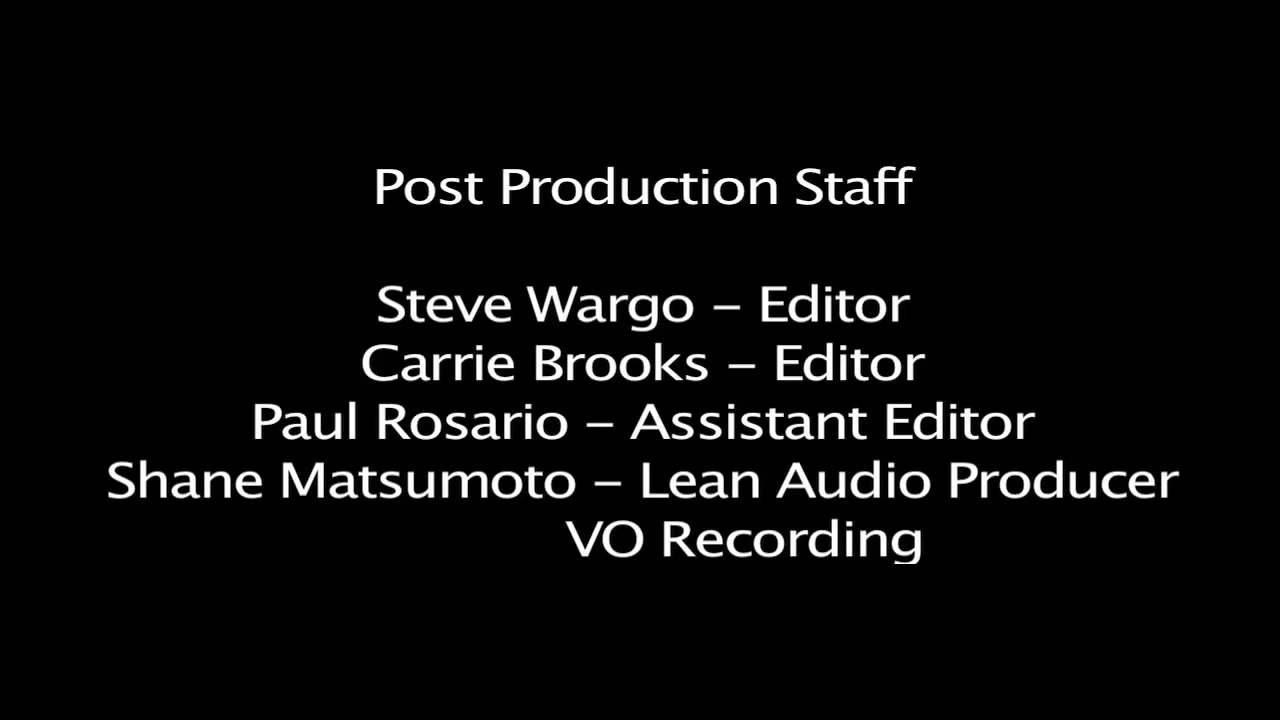 Post Production Staff
Steve Wargo – Editor
Carrie Brooks – Editor
Paul Rosario – Assistant Editor
Shane Matsumoto – Lean Audio Producer
VO Recording